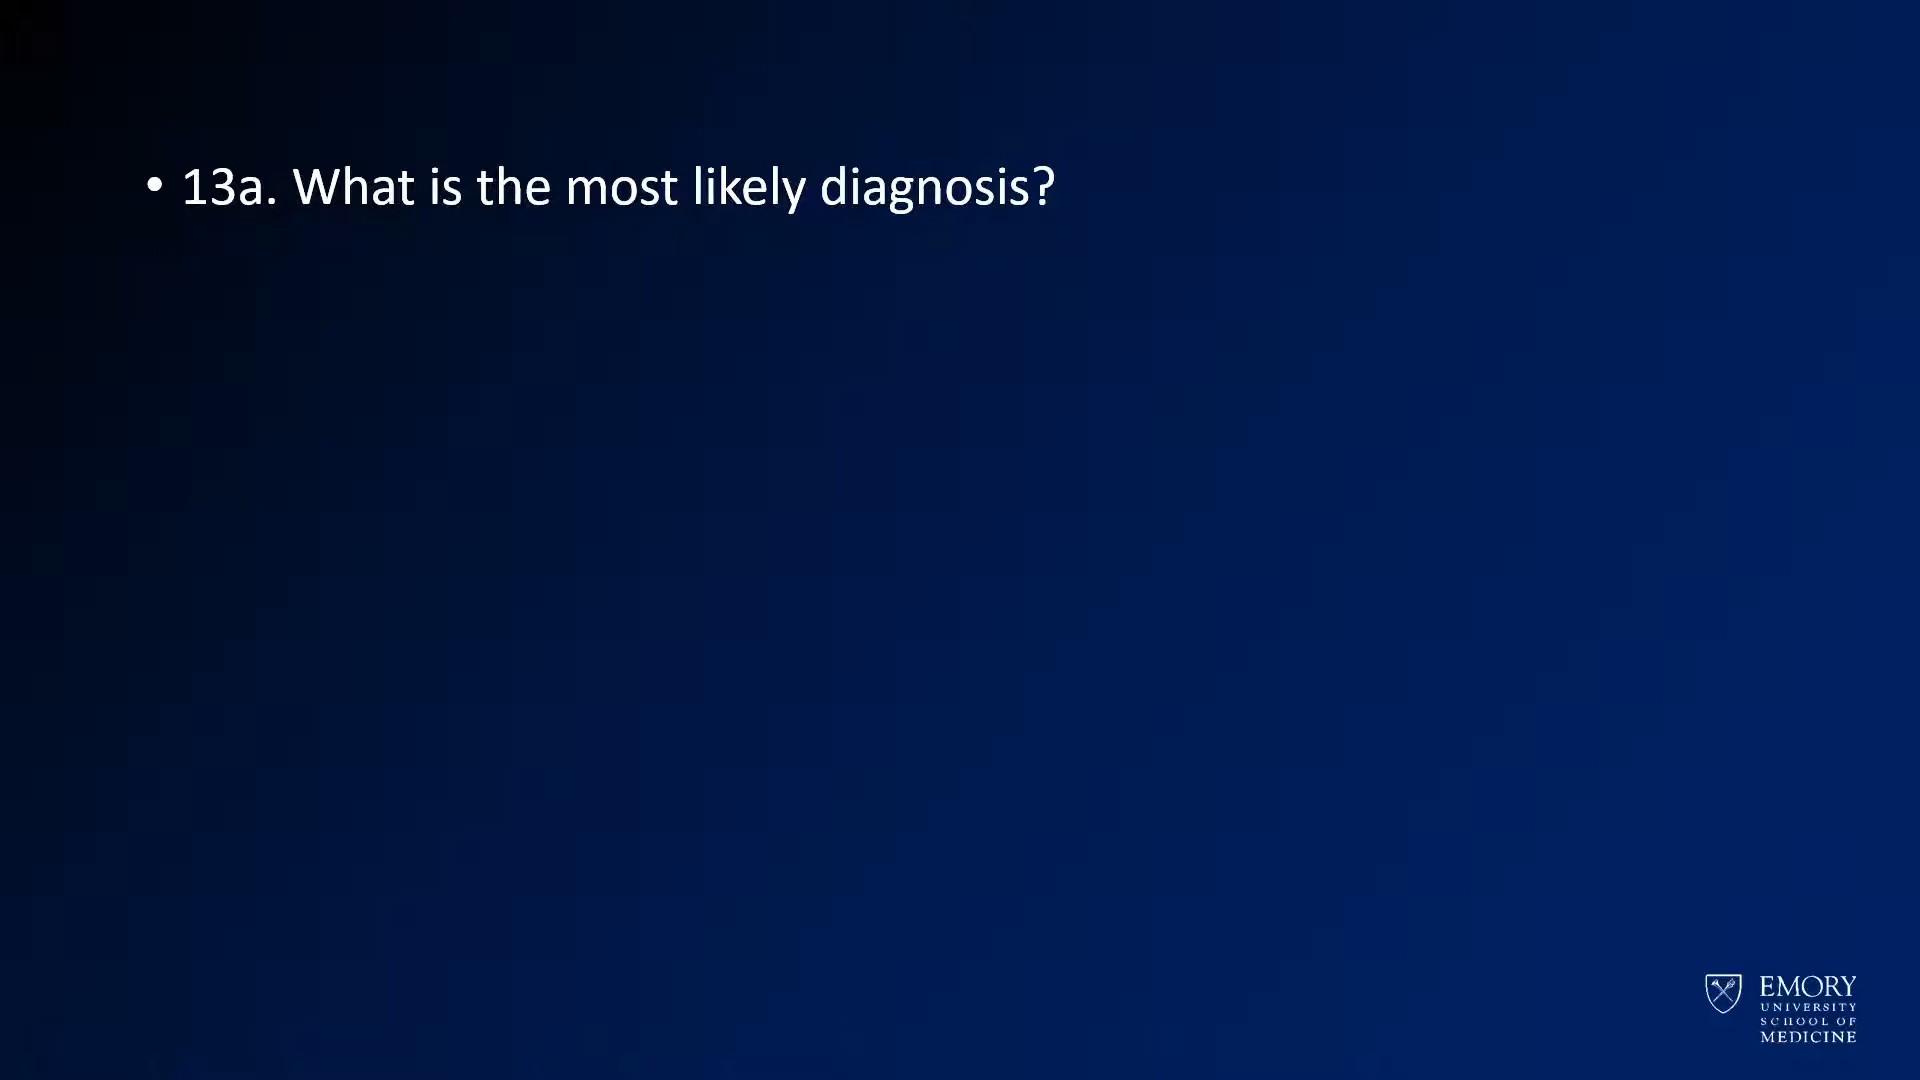 • 13a. What is the most likely diagnosis?
EMORY
UNIVERSITY
SCHOOL OF
MEDICINE